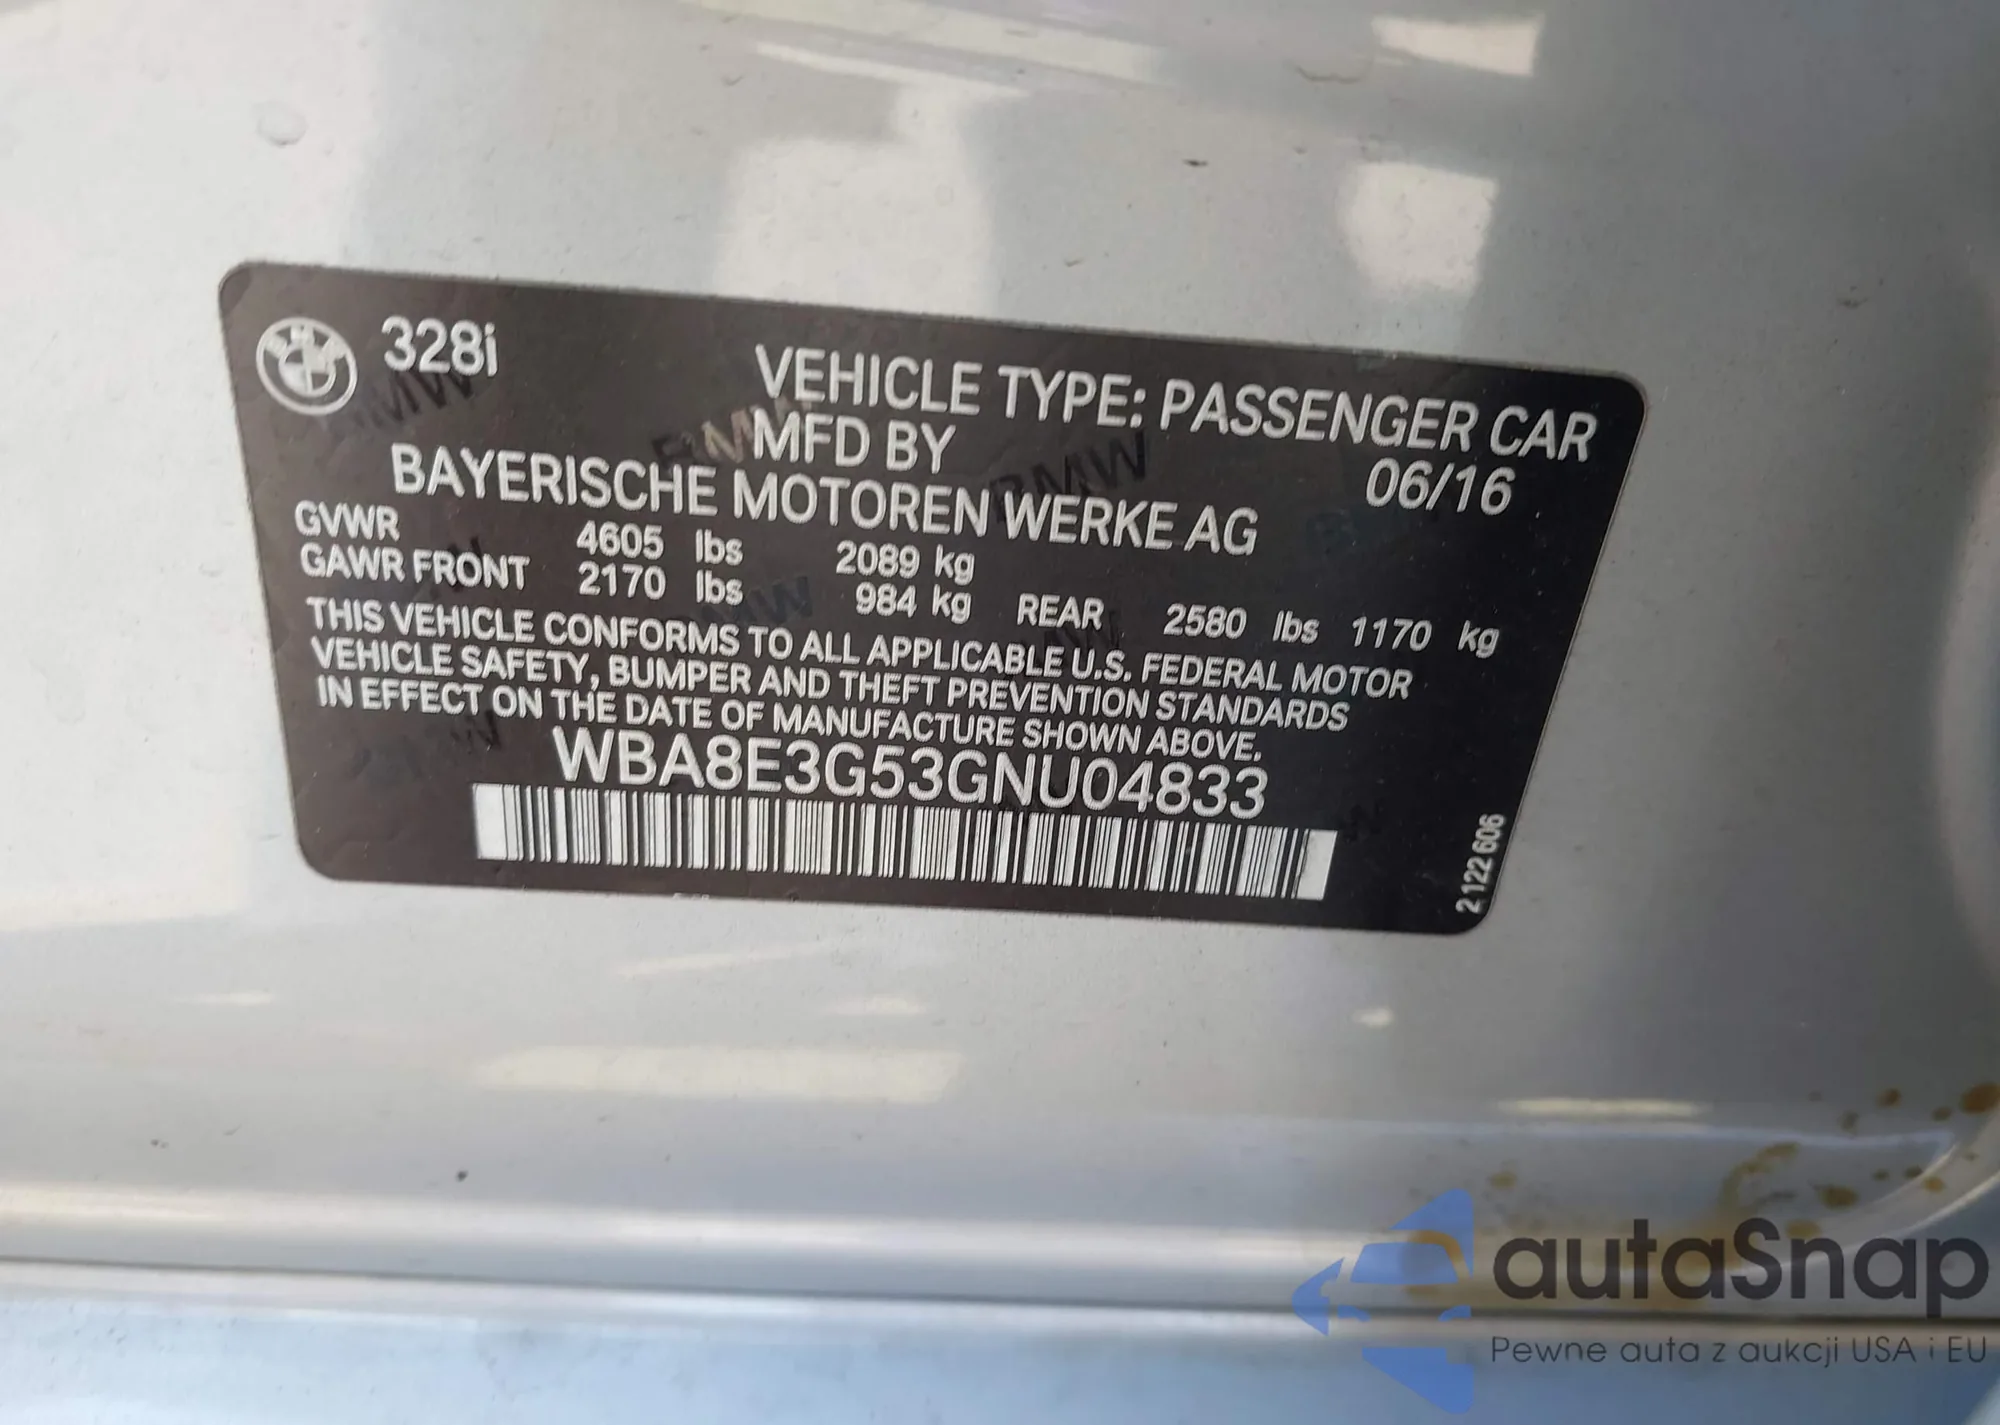 328i
VEHICLE TYPE: PASSENGER CAR
MFD BY
06/16
BAYERISCHE MOTOREN WERKE AG
GVWR 4605 lbs 2089 kg
GAWR FRONT 2170 lbs 984 kg REAR 2580 lbs 1170 kg
THIS VEHICLE CONFORMS TO ALL APPLICABLE U.S. FEDERAL MOTOR
VEHICLE SAFETY, BUMPER AND THEFT PREVENTION STANDARDS
IN EFFECT ON THE DATE OF MANUFACTURE SHOWN ABOVE.
WBA8E3G53GNU04833
2122606
autaSnap
Pewne auta z aukcji USA i EU